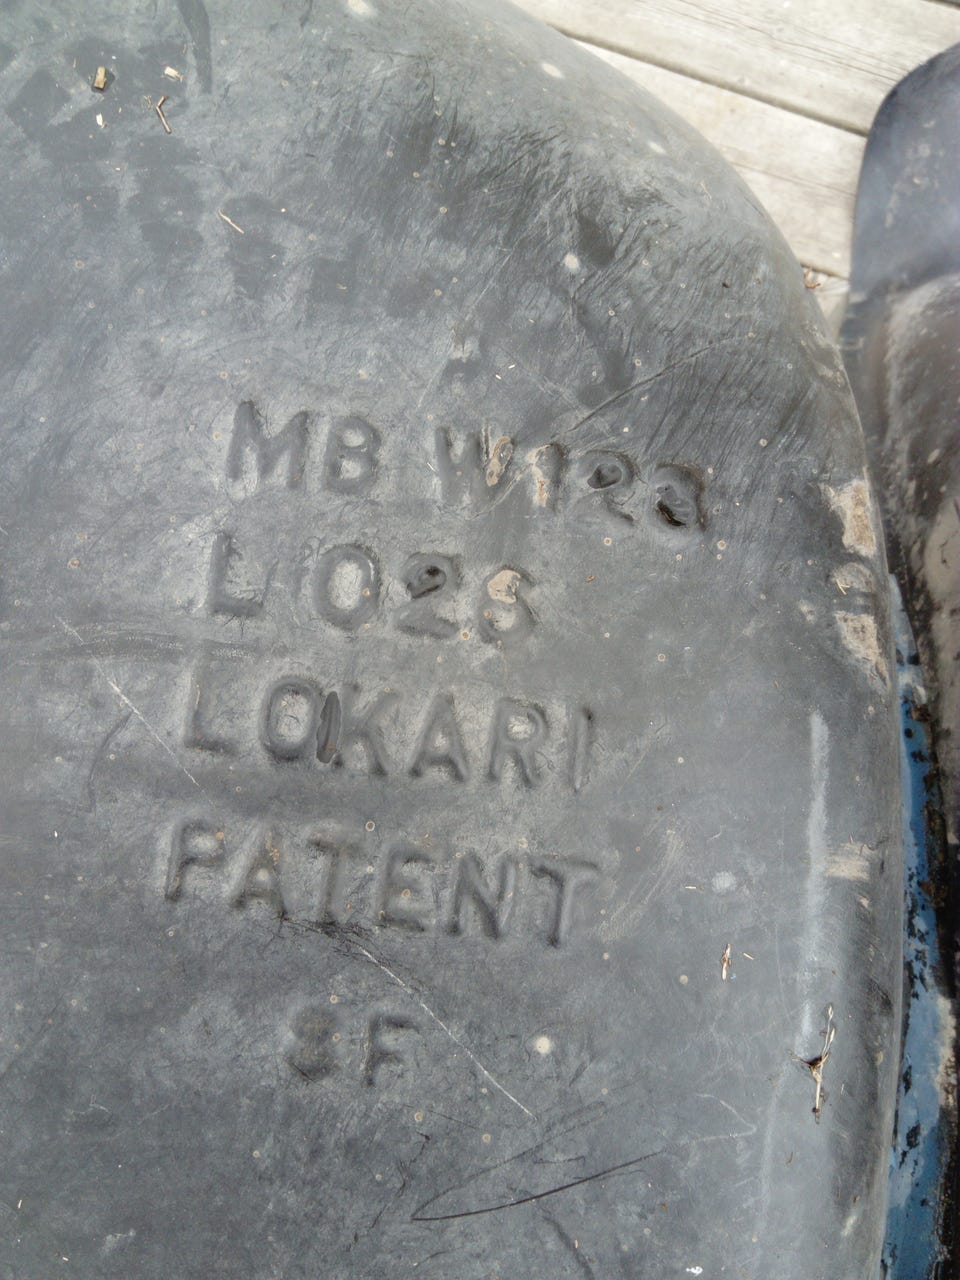 MB W123
L 026
LOKARI
PATENT
SF